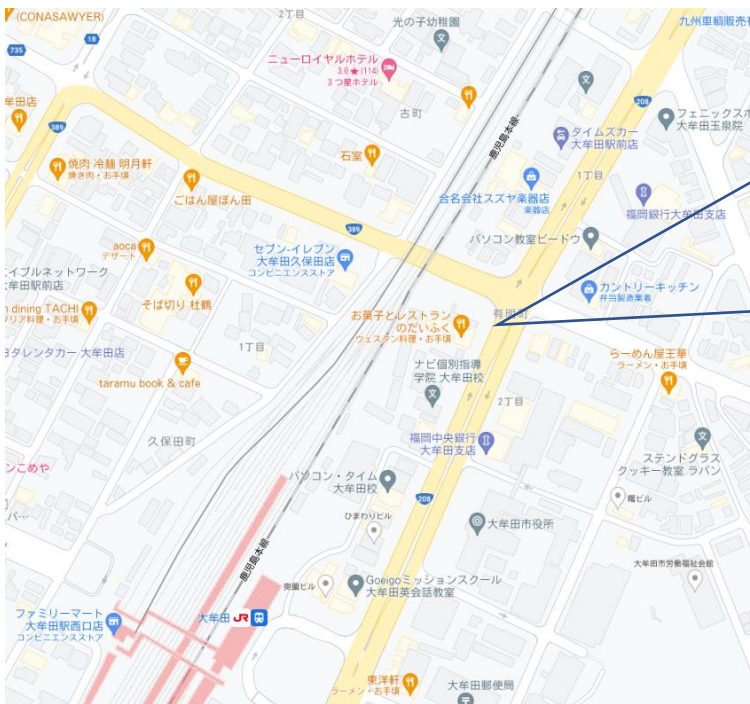 (CONASAWYER)
2丁目
光の子幼稚園
九州車輌販売
735
18
ニューロイヤルホテル
3.0★(114)
3 つ星ホテル
208
牟田店
389
古町
鹿児島本線
タイムズカー
大牟田駅前店
フェニックス
大牟田玉泉院
焼肉 冷麺 明月軒
焼き肉・お手頃
石室
1丁目
合名会社スズヤ楽器店
楽器店
福岡銀行大牟田支店
ごはん屋ぼん田
389
パソコン教室ビードウ
aoca
デザート
セブン-イレブン
大牟田久保田店
コンビニエンスストア
イブルネットワーク
牟田駅前店
カントリーキッチン
弁当製造業者
そば切り 杜鶴
n dining TACHI
リア料理・お手頃
お菓子とレストラン
のだいふく
ウェスタン料理・お手頃
有明町
1丁目
ヨタレンタカー 大牟田店
らーめん屋王華
ラーメン・お手頃
taramu book & cafe
ナビ個別指導
学院 大牟田校
2丁目
久保田町
福岡中央銀行
大牟田支店
ステンドグラス
クッキー教室 ラパン
ンこめや
パソコン・タイム
大牟田校
208
ビル
ひまわりビル
大牟田市役所
バ…
鹿児島本線
大牟田市労働福祉会館
ビル
Goeigoミッションスクール
大牟田英会話教室
ファミリーマート
大牟田駅西口店
コンビニエンスストア
大牟田 JR
東洋軒
ラーメン・お手頃
大牟田郵便局